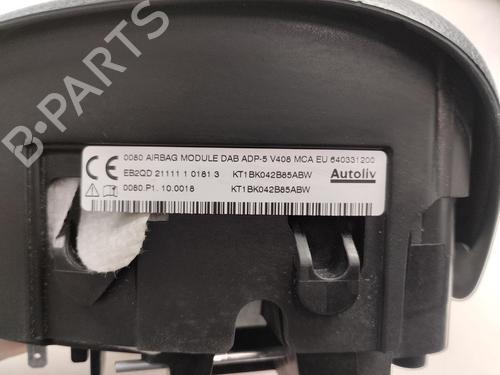 CE 0080 AIRBAG MODULE DAB ADP-5 V408 MCA EU 640331200
EB2QD 21111 1 0181 3 KT1BK042B85ABW Autoliv
0080.P1.10.0018 KT1BK042B85ABW